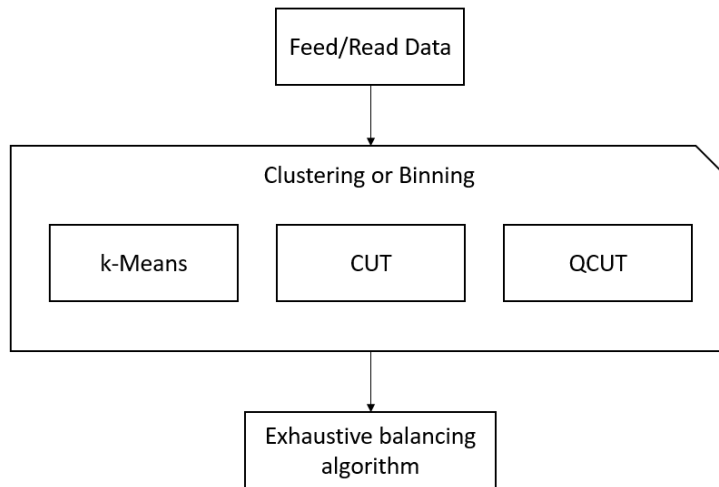 Feed/Read Data
Clustering or Binning
k-Means
CUT
QCUT
Exhaustive balancing
algorithm